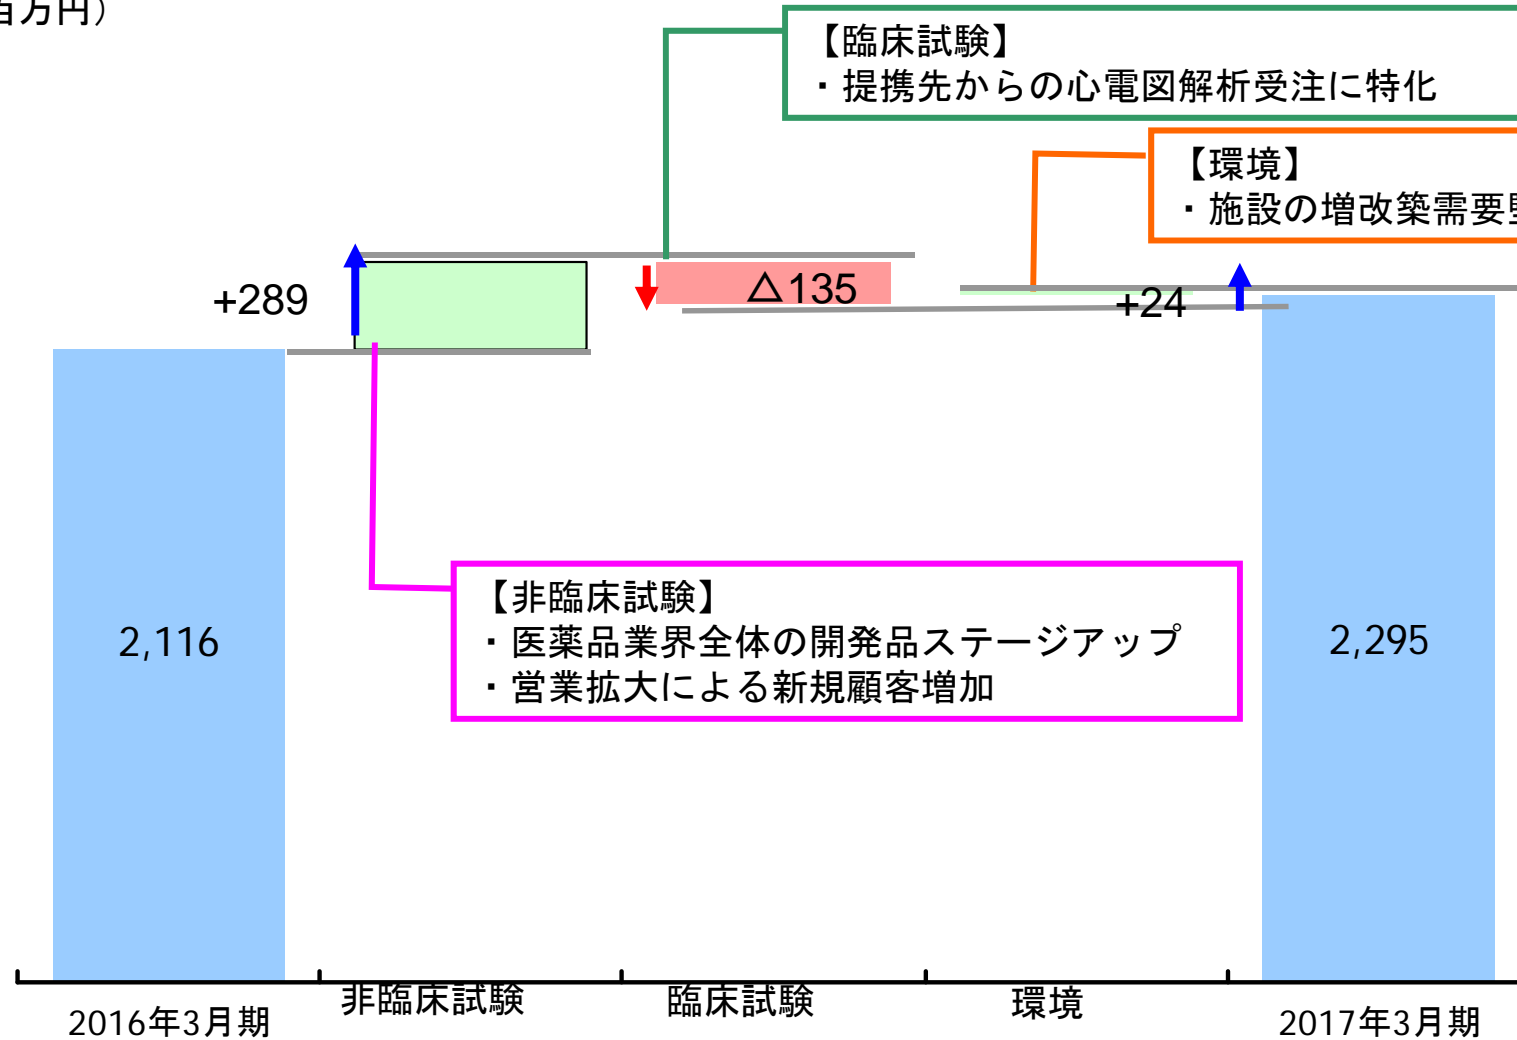 百万円）
【臨床試験】
・提携先からの心電図解析受注に特化
【環境】
・施設の増改築需要
+289
△135
+24
【非臨床試験】
・医薬品業界全体の開発品ステージアップ
・営業拡大による新規顧客増加
2,116
2,295
2016年3月期
非臨床試験
臨床試験
環境
2017年3月期